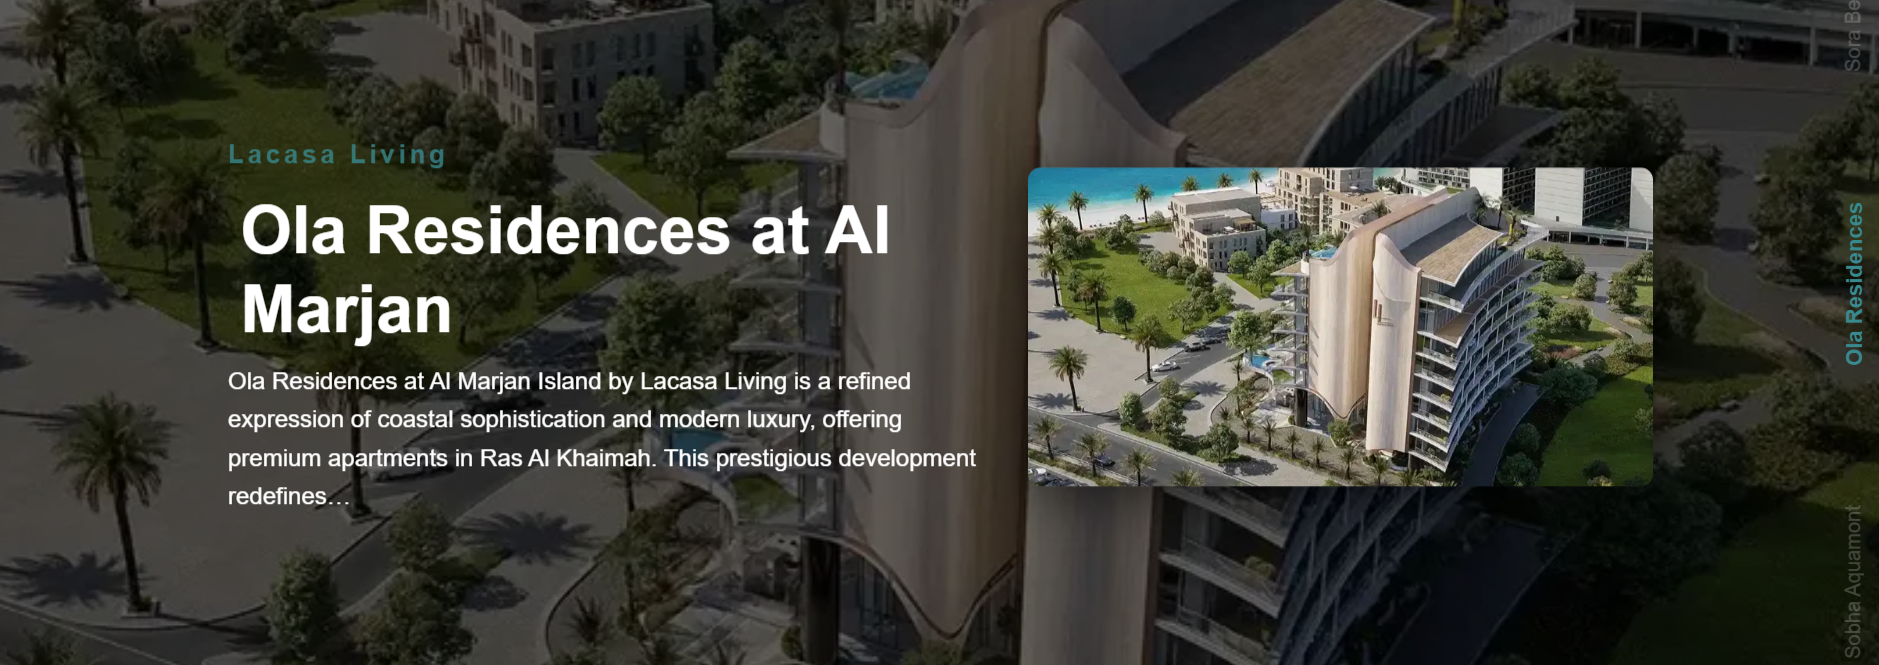 Lacasa Living
Ola Residences at Al
Marjan
Ola Residences at Al Marjan Island by Lacasa Living is a refined
expression of coastal sophistication and modern luxury, offering
premium apartments in Ras Al Khaimah. This prestigious development
redefines...
Sora Be
Ola Residences
Sobha Aquamont